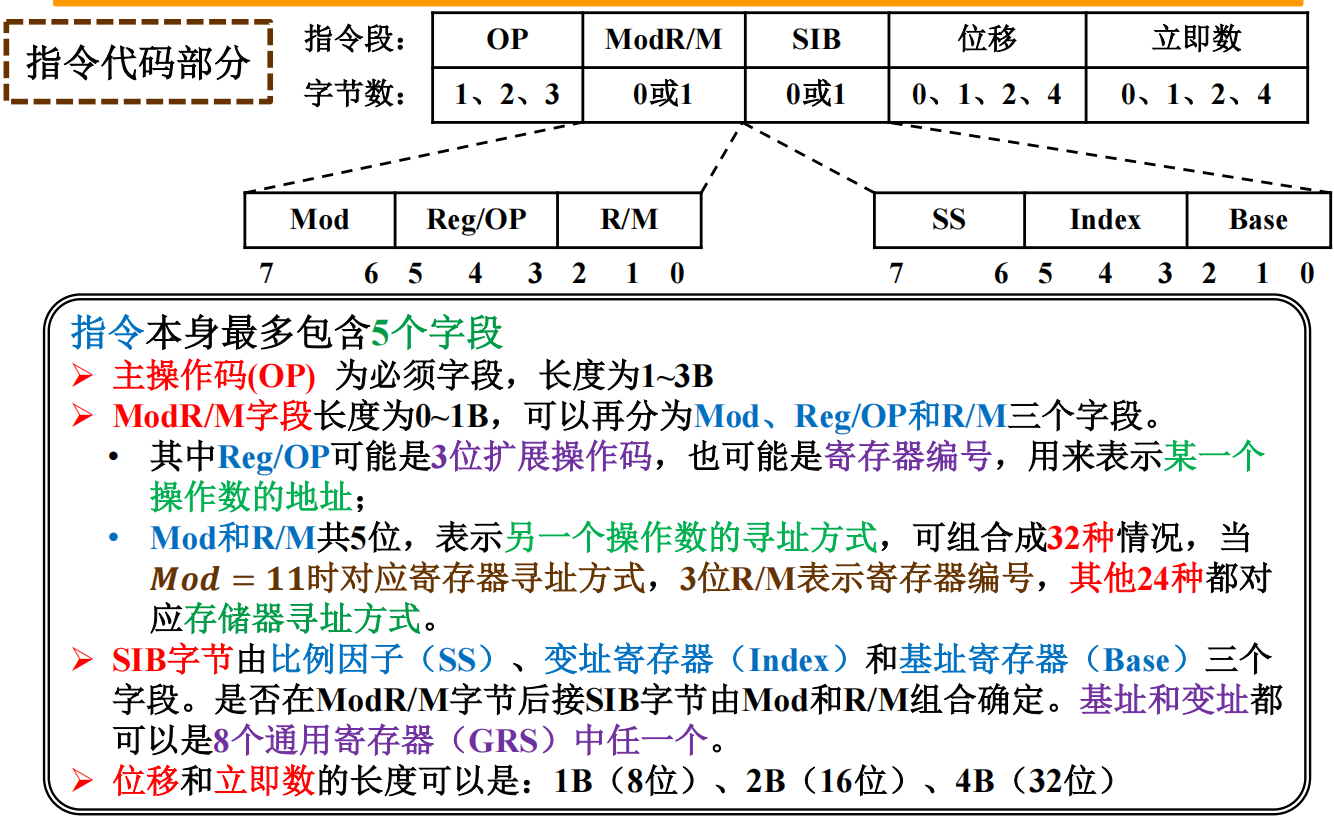 指令代码部分
指令段： OP ModR/M SIB 位移 立即数
字节数： 1、2、3 0或1 0或1 0、1、2、4 0、1、2、4
Mod Reg/OP R/M SS Index Base
7 6 5 4 3 2 1 0 7 6 5 4 3 2 1 0
指令本身最多包含5个字段
➢ 主操作码(OP) 为必须字段，长度为1~3B
➢ ModR/M字段长度为0~1B，可以再分为Mod、Reg/OP和R/M三个字段。
• 其中Reg/OP可能是3位扩展操作码，也可能是寄存器编号，用来表示某一个
操作数的地址；
• Mod和R/M共5位，表示另一个操作数的寻址方式，可组合成32种情况，当
Mod = 11时对应寄存器寻址方式，3位R/M表示寄存器编号，其他24种都对
应存储器寻址方式。
➢ SIB字节由比例因子（SS）、变址寄存器（Index）和基址寄存器（Base）三个
字段。是否在ModR/M字节后接SIB字节由Mod和R/M组合确定。基址和变址都
可以是8个通用寄存器（GRS）中任一个。
➢ 位移和立即数的长度可以是：1B（8位）、2B（16位）、4B（32位）